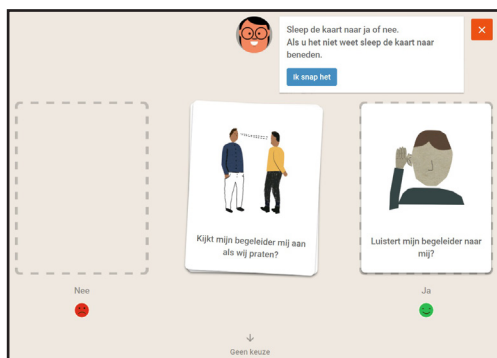 Sleep de kaart naar ja of nee.
Als u het niet weet sleep de kaart naar
beneden.
Ik snap het
Kijkt mijn begeleider mij aan
als wij praten?
Luistert mijn begeleider naar
mij?
Nee
Ja
Geen keuze